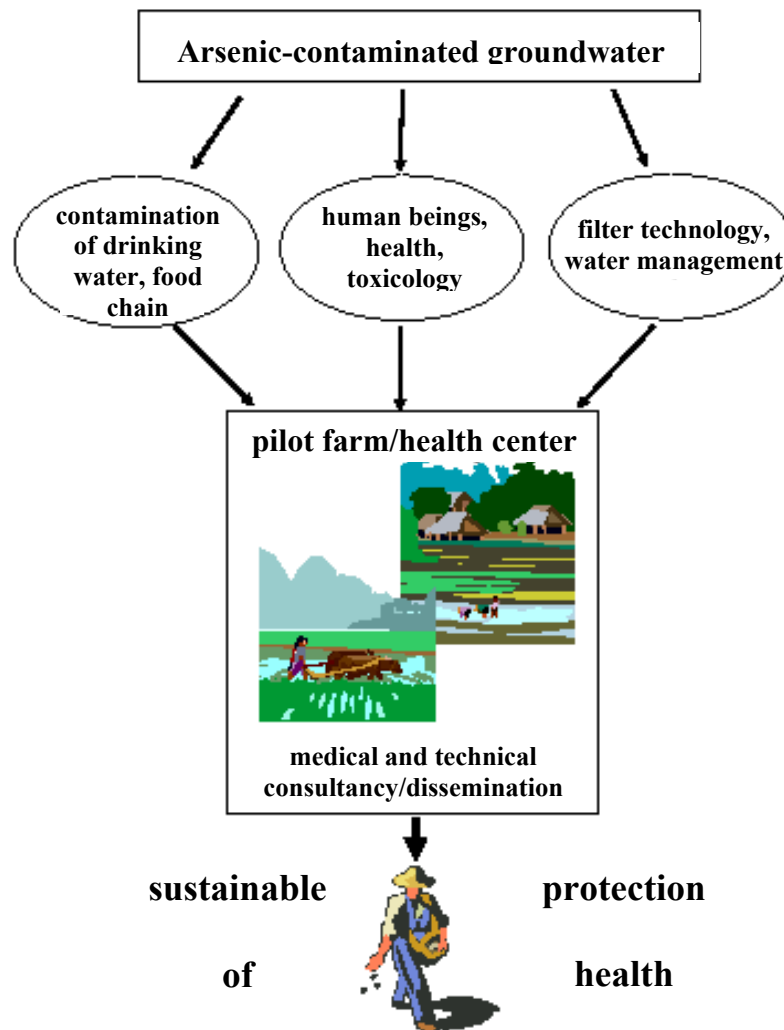 Arsenic-contaminated groundwater
contamination
of drinking
water, food
chain
human beings,
health,
toxicology
filter technology,
water management
pilot farm/health center
medical and technical
consultancy/dissemination
sustainable protection
of health